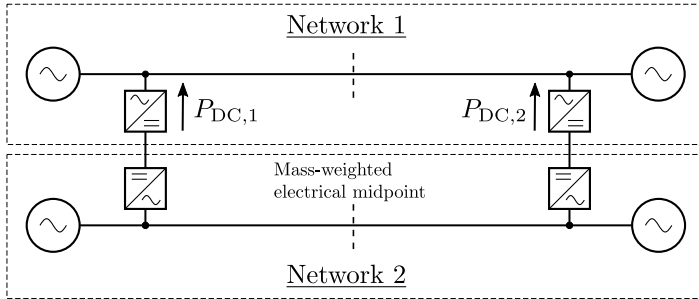 Network 1
P_DC,1
P_DC,2
Mass-weighted
electrical midpoint
Network 2